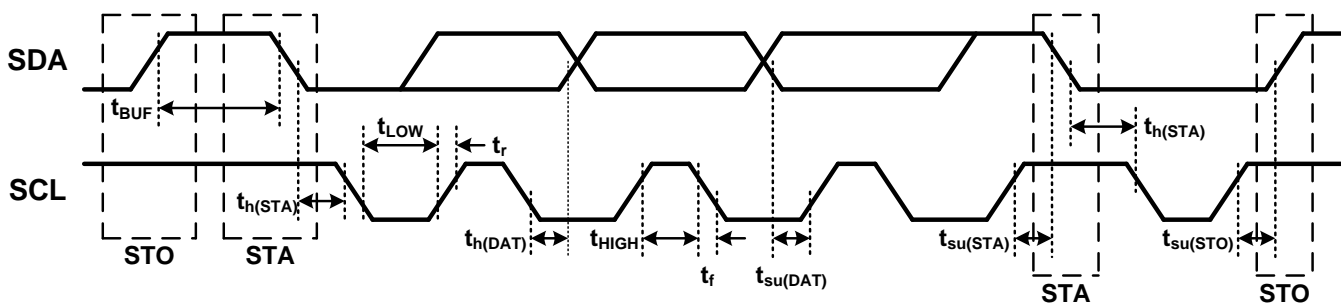 SDA
t_BUF
t_LOW
t_r
t_h(STA)
SCL
t_h(STA)
t_h(DAT)
t_HIGH
t_f
t_su(DAT)
t_su(STA)
t_su(STO)
STO
STA
STA
STO